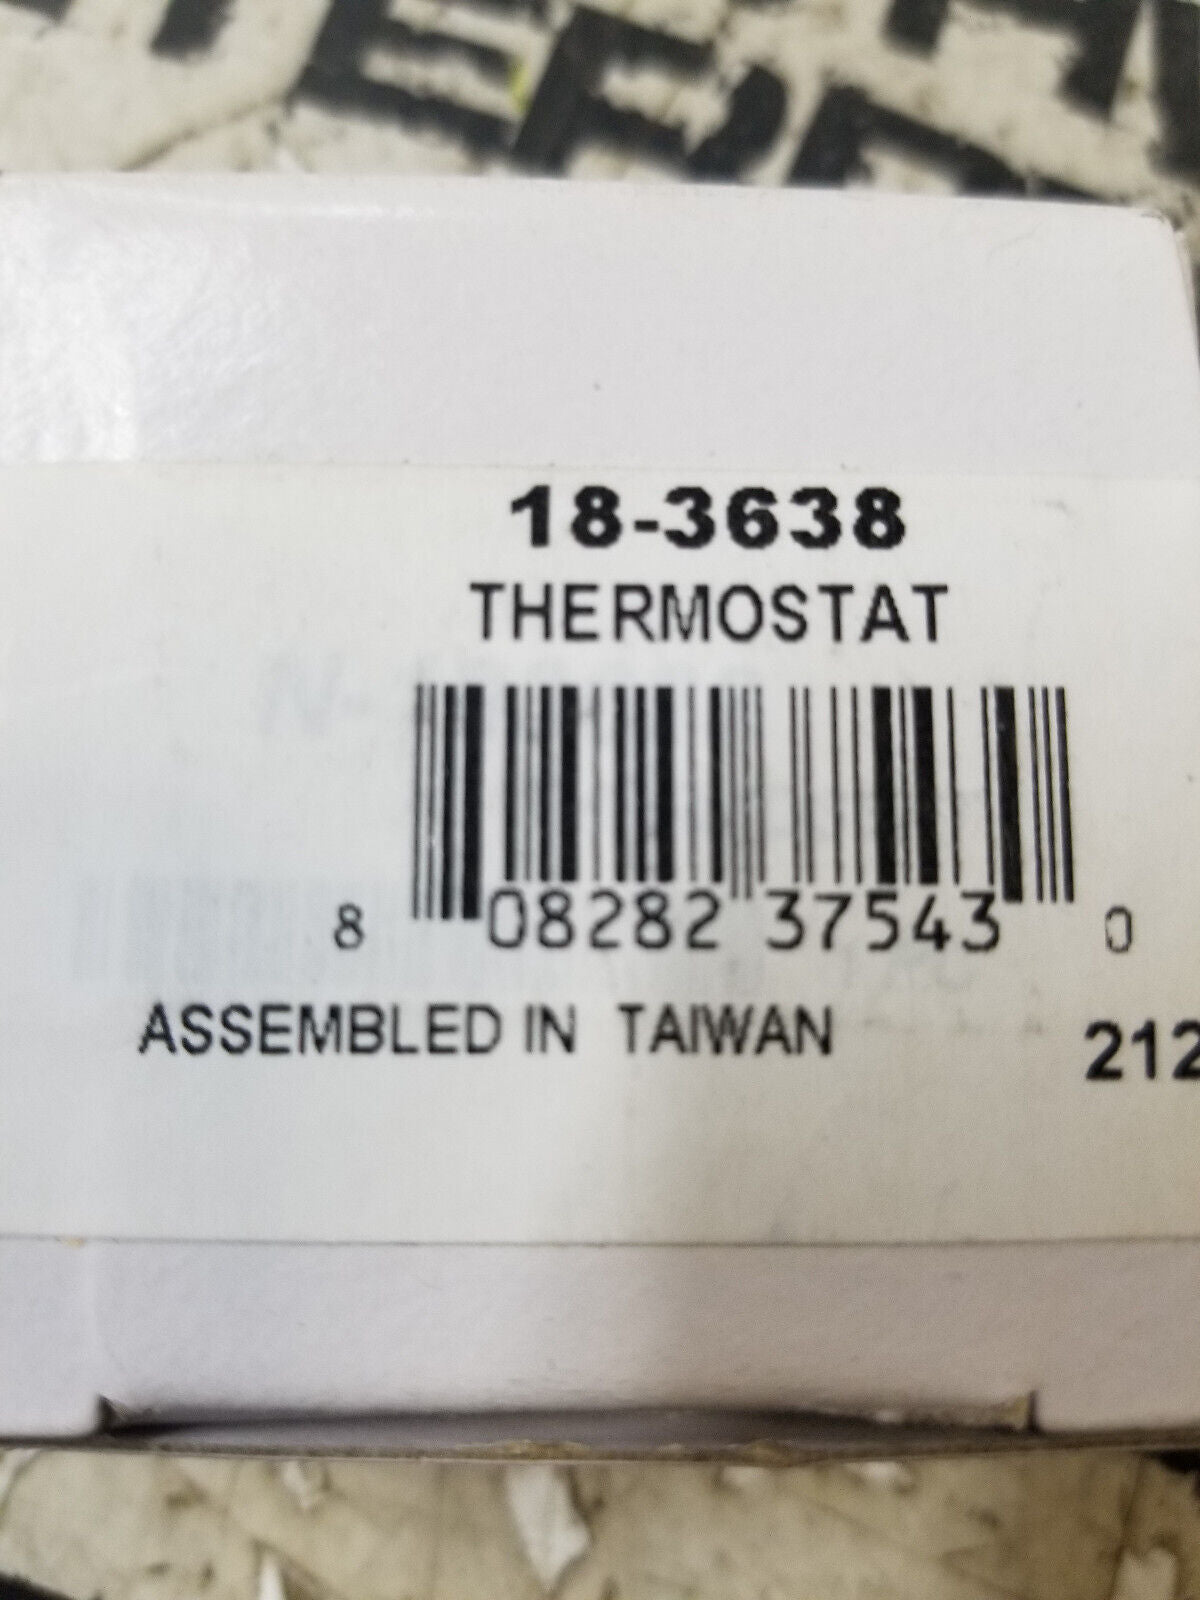 18-3638
THERMOSTAT
8 08282 37543 0
ASSEMBLED IN TAIWAN 212